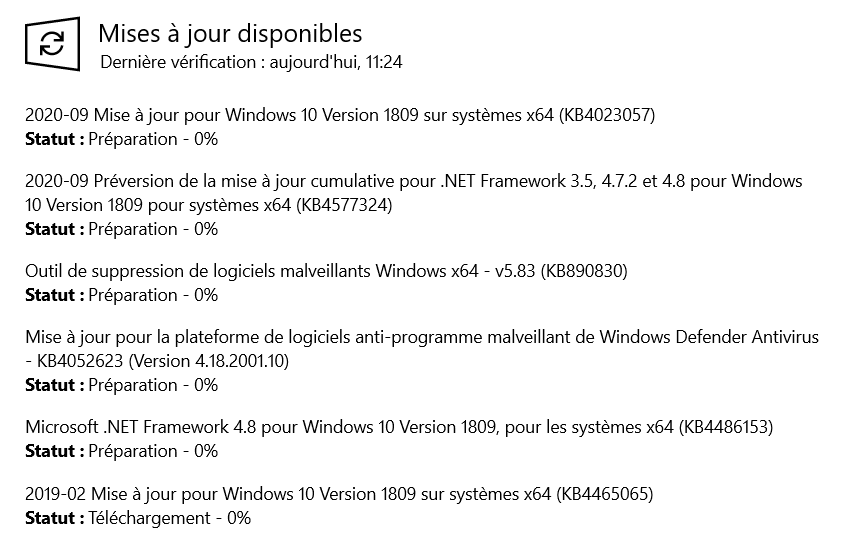 Mises à jour disponibles
Dernière vérification : aujourd'hui, 11:24
2020-09 Mise à jour pour Windows 10 Version 1809 sur systèmes x64 (KB4023057)
Statut : Préparation - 0%
2020-09 Préversion de la mise à jour cumulative pour .NET Framework 3.5, 4.7.2 et 4.8 pour Windows
10 Version 1809 pour systèmes x64 (KB4577324)
Statut : Préparation - 0%
Outil de suppression de logiciels malveillants Windows x64 - v5.83 (KB890830)
Statut : Préparation - 0%
Mise à jour pour la plateforme de logiciels anti-programme malveillant de Windows Defender Antivirus
- KB4052623 (Version 4.18.2001.10)
Statut : Préparation - 0%
Microsoft .NET Framework 4.8 pour Windows 10 Version 1809, pour les systèmes x64 (KB4486153)
Statut : Préparation - 0%
2019-02 Mise à jour pour Windows 10 Version 1809 sur systèmes x64 (KB4465065)
Statut : Téléchargement - 0%